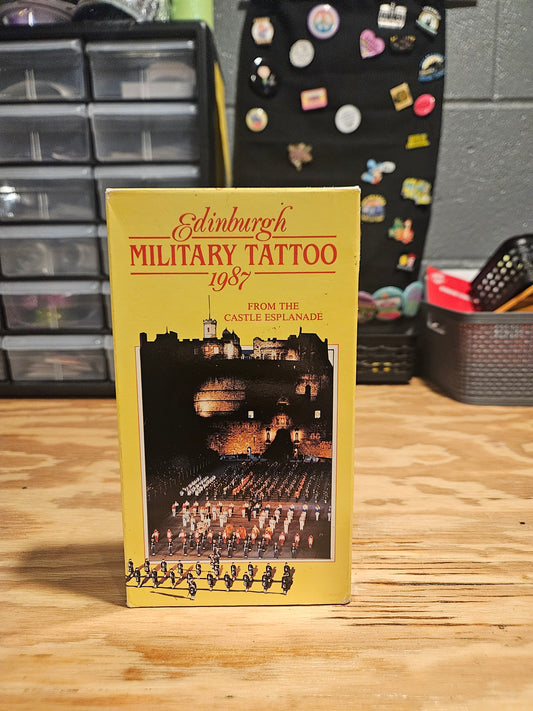 Edinburgh
MILITARY TATTOO
1987
FROM THE
CASTLE ESPLANADE